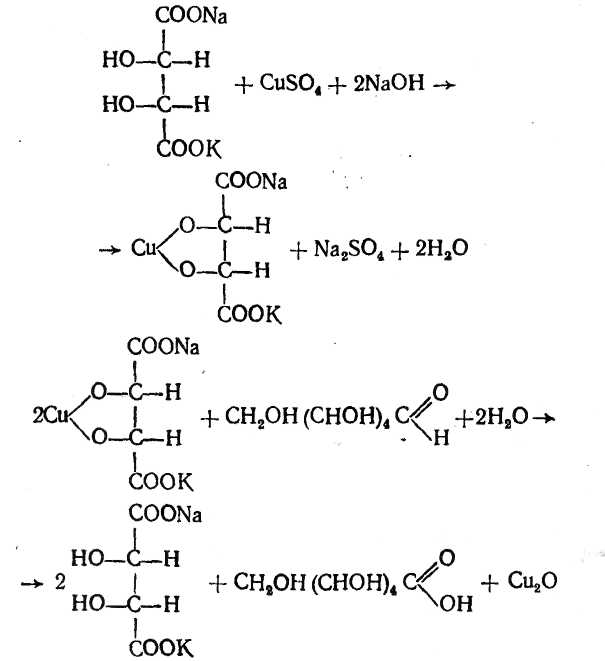 COONa
HO—C—H
HO—C—H
COOK
+ CuSO₄ + 2NaOH →
COONa
O—C—H
→ Cu
O—C—H
COOK
+ Na₂SO₄ + 2H₂O
COONa
O—C—H
2Cu
O—C—H
COOK
+ CH₂OH (CHOH)₄ C
O
H
+2H₂O →
COONa
HO—C—H
→ 2
HO—C—H
COOK
+ CH₂OH (CHOH)₄ C
O
OH
+ Cu₂O